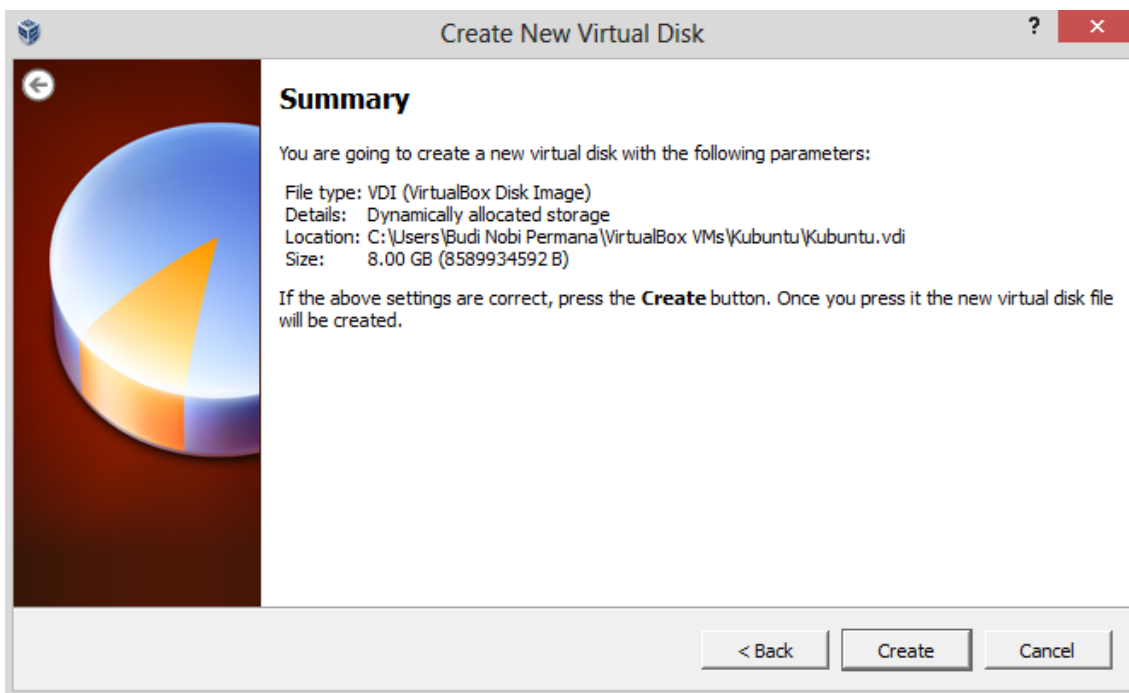 Create New Virtual Disk
?
Summary
You are going to create a new virtual disk with the following parameters:
File type: VDI (VirtualBox Disk Image)
Details: Dynamically allocated storage
Location: C:\Users\Budi Nobi Permana\VirtualBox VMs\Kubuntu\Kubuntu.vdi
Size: 8.00 GB (8589934592 B)
If the above settings are correct, press the Create button. Once you press it the new virtual disk file
will be created.
< Back Create Cancel